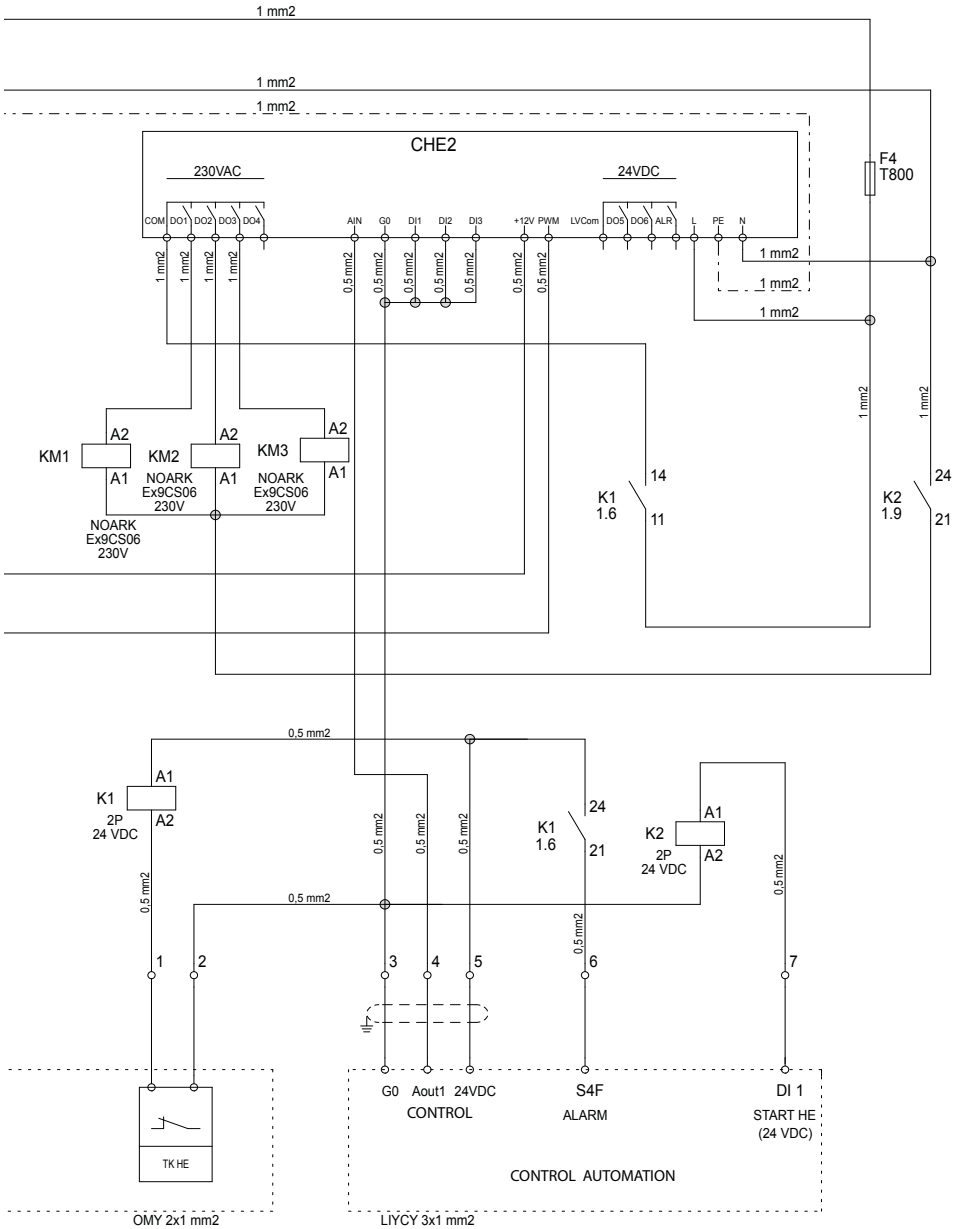 1 mm2
1 mm2
1 mm2
CHE2
F4
T800
230VAC
24VDC
COM DO1 DO2 DO3 DO4 AIN G0 DI1 DI2 DI3 +12V PWM LVCom DO5 DO6 ALR L PE N
1 mm2 1 mm2 1 mm2 1 mm2 0,5 mm2 0,5 mm2 0,5 mm2 0,5 mm2 0,5 mm2 0,5 mm2 0,5 mm2
1 mm2
1 mm2
1 mm2
1 mm2 1 mm2
KM1 A2 A1
NOARK
Ex9CS06
230V
KM2 A2 A1
NOARK
Ex9CS06
230V
KM3 A2 A1
NOARK
Ex9CS06
230V
14
K1
1.6
11
24
K2
1.9
21
0,5 mm2
A1
K1
2P
24 VDC
A2
0,5 mm2 0,5 mm2 0,5 mm2
24
K1
1.6
21
A1
K2
2P
24 VDC
A2
0,5 mm2
0,5 mm2
0,5 mm2
0,5 mm2
1 2 3 4 5 6 7
G0 Aout1 24VDC S4F DI 1
CONTROL ALARM START HE
(24 VDC)
TK HE
CONTROL AUTOMATION
OMY 2x1 mm2 LIYCY 3x1 mm2